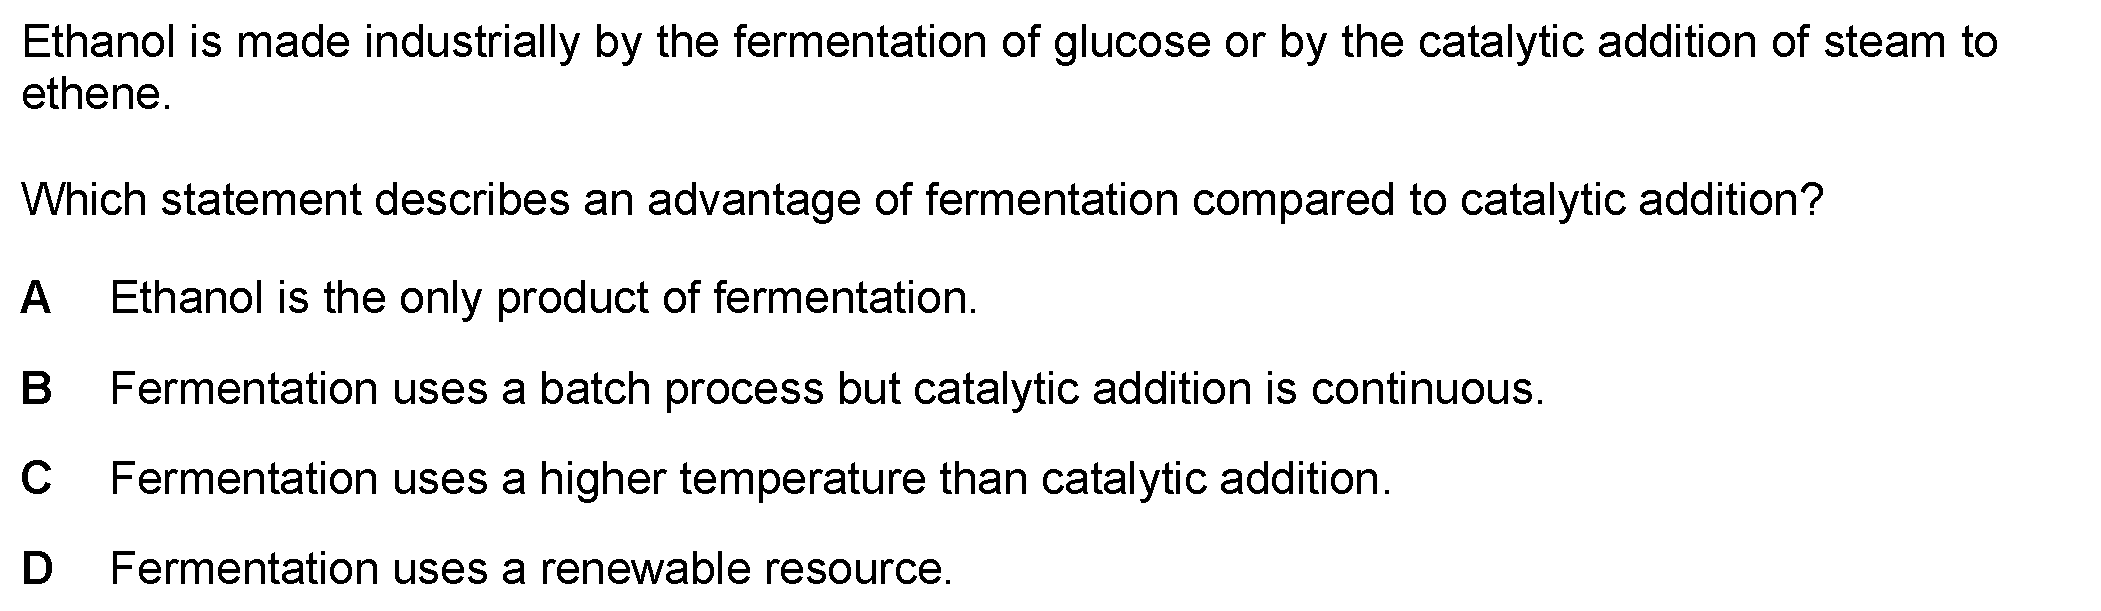 Ethanol is made industrially by the fermentation of glucose or by the catalytic addition of steam to
ethene.
Which statement describes an advantage of fermentation compared to catalytic addition?
A Ethanol is the only product of fermentation.
B Fermentation uses a batch process but catalytic addition is continuous.
C Fermentation uses a higher temperature than catalytic addition.
D Fermentation uses a renewable resource.